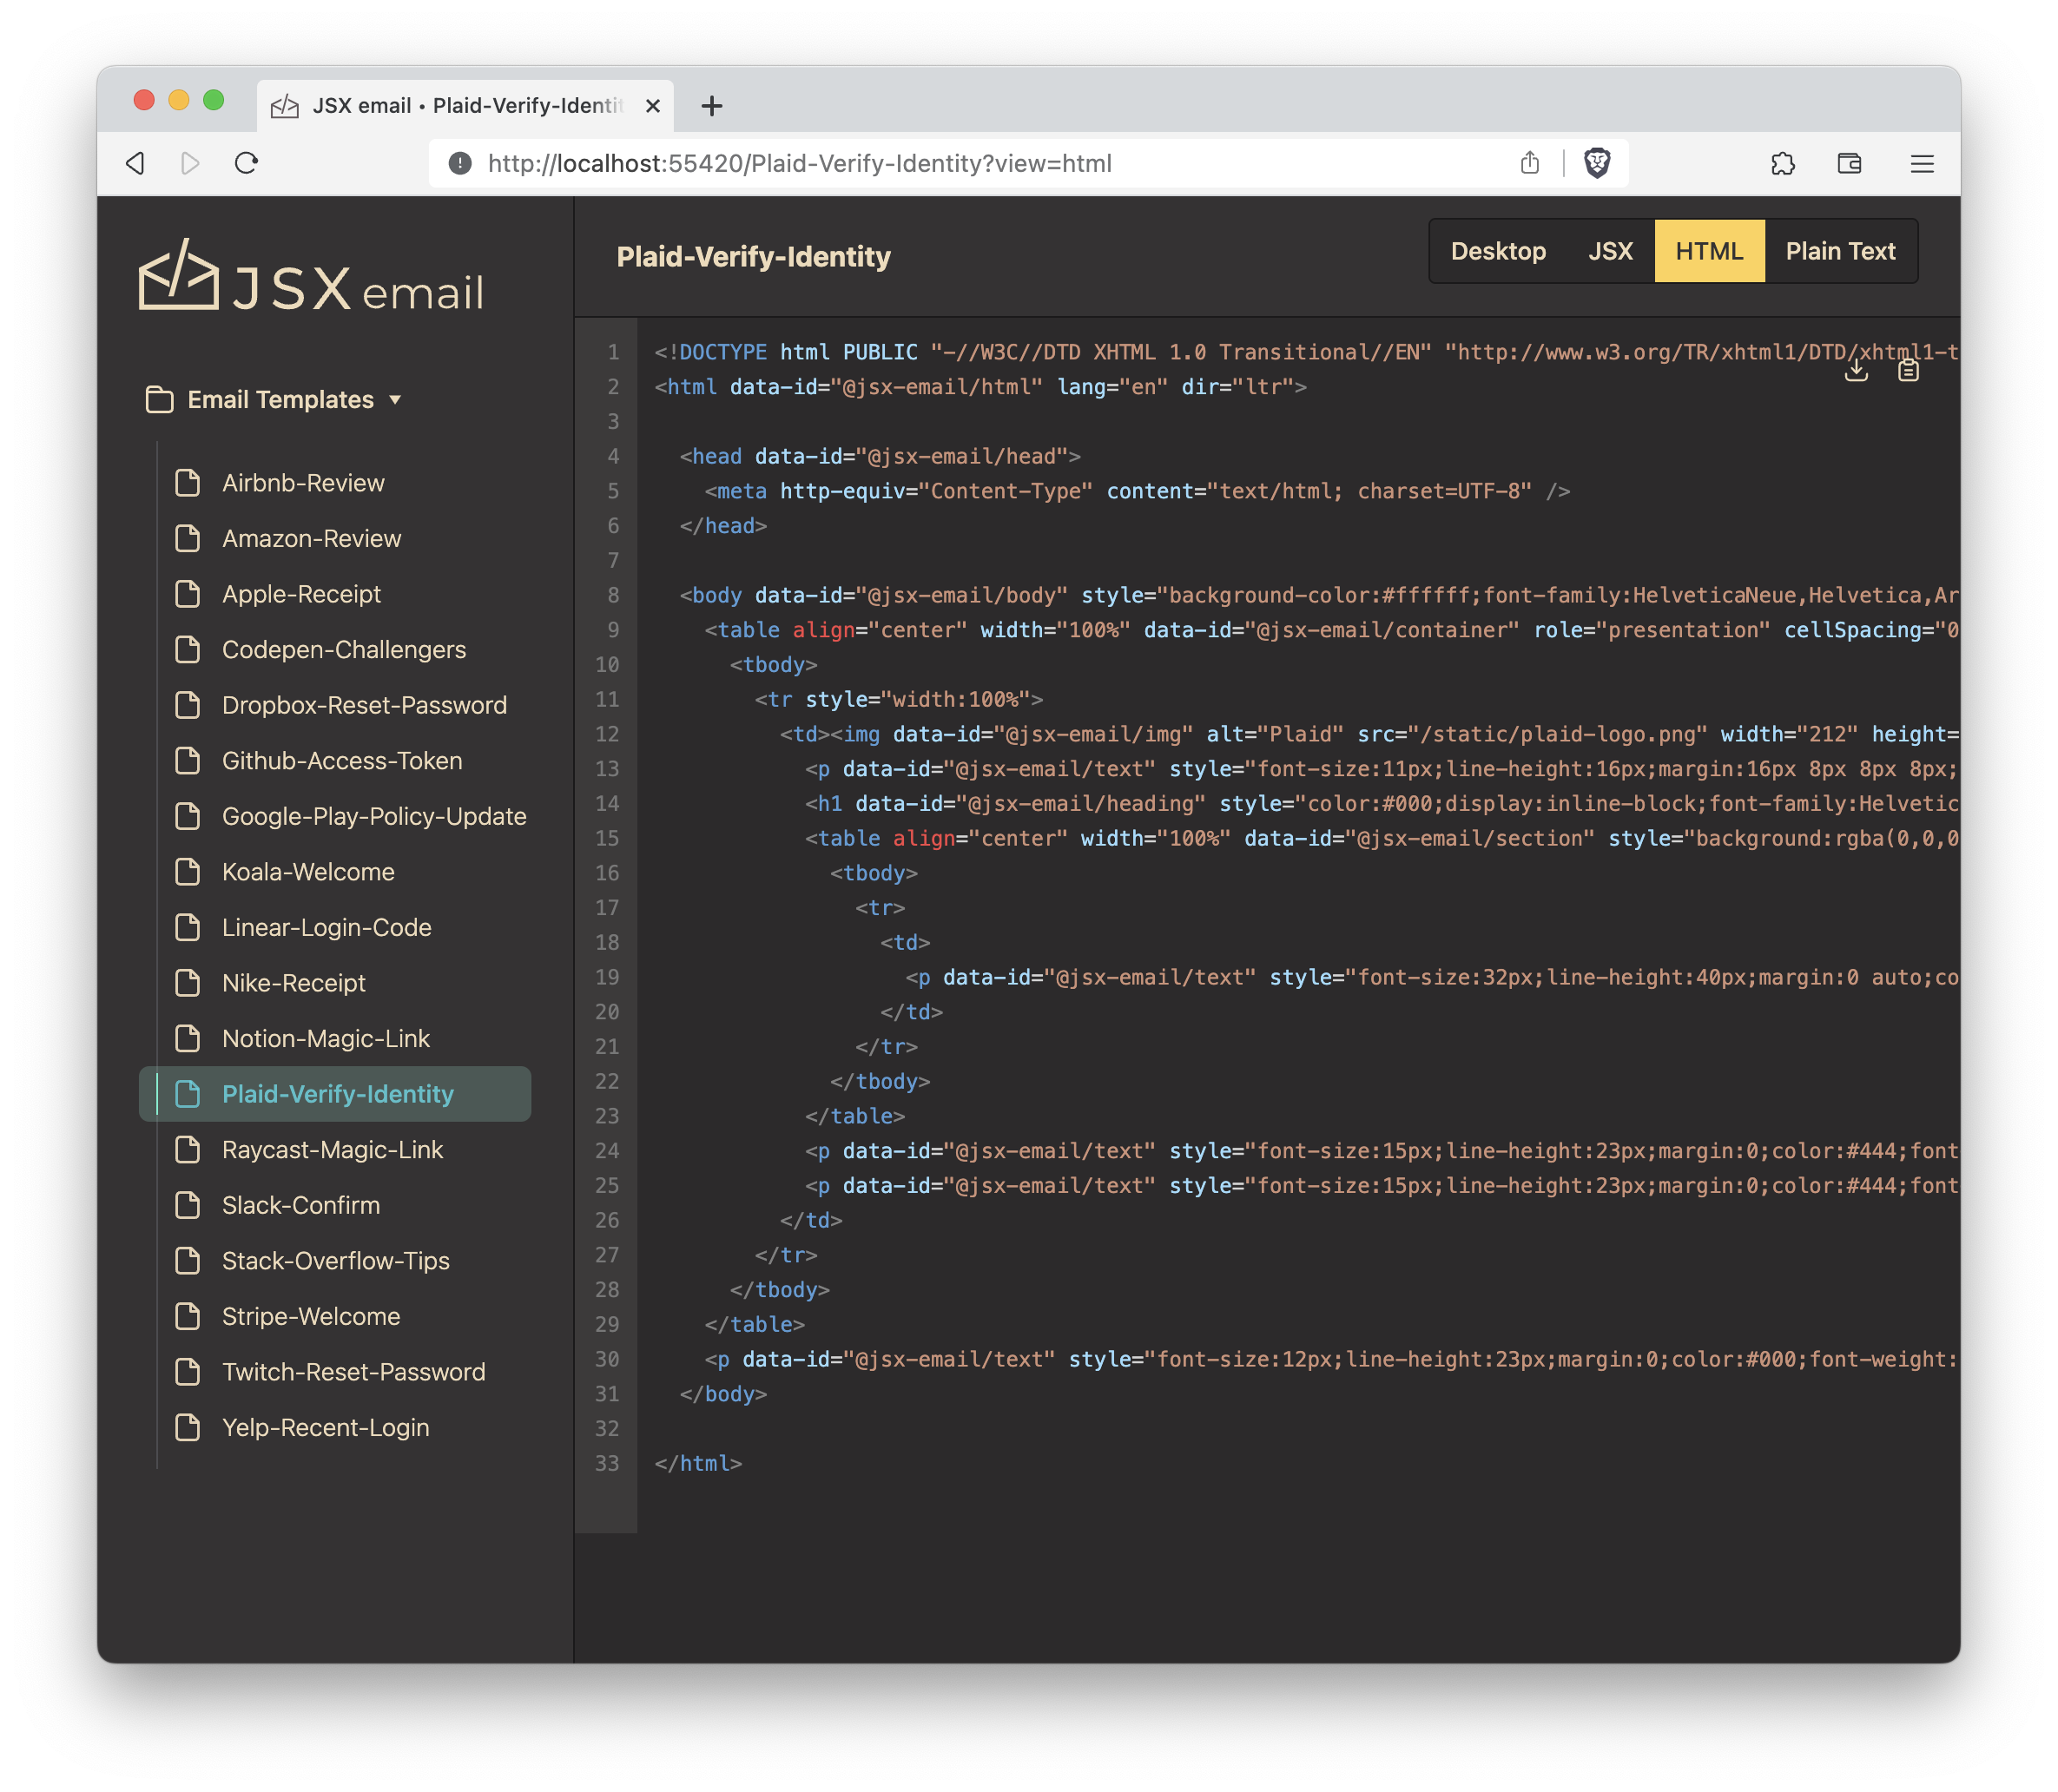 JSX email • Plaid-Verify-Identit
http://localhost:55420/Plaid-Verify-Identity?view=html
JSX email
Email Templates
Airbnb-Review
Amazon-Review
Apple-Receipt
Codepen-Challengers
Dropbox-Reset-Password
Github-Access-Token
Google-Play-Policy-Update
Koala-Welcome
Linear-Login-Code
Nike-Receipt
Notion-Magic-Link
Plaid-Verify-Identity
Raycast-Magic-Link
Slack-Confirm
Stack-Overflow-Tips
Stripe-Welcome
Twitch-Reset-Password
Yelp-Recent-Login
Plaid-Verify-Identity
Desktop JSX HTML Plain Text
1 <!DOCTYPE html PUBLIC "-//W3C//DTD XHTML 1.0 Transitional//EN" "http://www.w3.org/TR/xhtml1/DTD/xhtml1-t
2 <html data-id="@jsx-email/html" lang="en" dir="ltr">
3
4 <head data-id="@jsx-email/head">
5 <meta http-equiv="Content-Type" content="text/html; charset=UTF-8" />
6 </head>
7
8 <body data-id="@jsx-email/body" style="background-color:#ffffff;font-family:HelveticaNeue,Helvetica,Ar
9 <table align="center" width="100%" data-id="@jsx-email/container" role="presentation" cellSpacing="0
10 <tbody>
11 <tr style="width:100%">
12 <td><img data-id="@jsx-email/img" alt="Plaid" src="/static/plaid-logo.png" width="212" height=
13 <p data-id="@jsx-email/text" style="font-size:11px;line-height:16px;margin:16px 8px 8px 8px;
14 <h1 data-id="@jsx-email/heading" style="color:#000;display:inline-block;font-family:Helvetic
15 <table align="center" width="100%" data-id="@jsx-email/section" style="background:rgba(0,0,0
16 <tbody>
17 <tr>
18 <td>
19 <p data-id="@jsx-email/text" style="font-size:32px;line-height:40px;margin:0 auto;co
20 </td>
21 </tr>
22 </tbody>
23 </table>
24 <p data-id="@jsx-email/text" style="font-size:15px;line-height:23px;margin:0;color:#444;font
25 <p data-id="@jsx-email/text" style="font-size:15px;line-height:23px;margin:0;color:#444;font
26 </td>
27 </tr>
28 </tbody>
29 </table>
30 <p data-id="@jsx-email/text" style="font-size:12px;line-height:23px;margin:0;color:#000;font-weight:
31 </body>
32
33 </html>